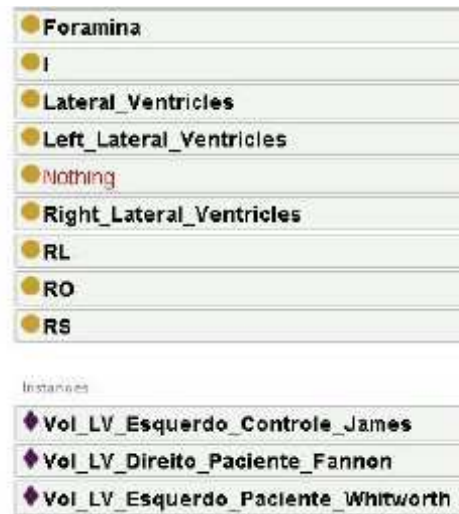 Foramina
I
Lateral_Ventricles
Left_Lateral_Ventricles
Nothing
Right_Lateral_Ventricles
RL
RO
RS
Instances
Vol_LV_Esquerdo_Controle_James
Vol_LV_Direito_Paciente_Fannon
Vol_LV_Esquerdo_Paciente_Whitworth